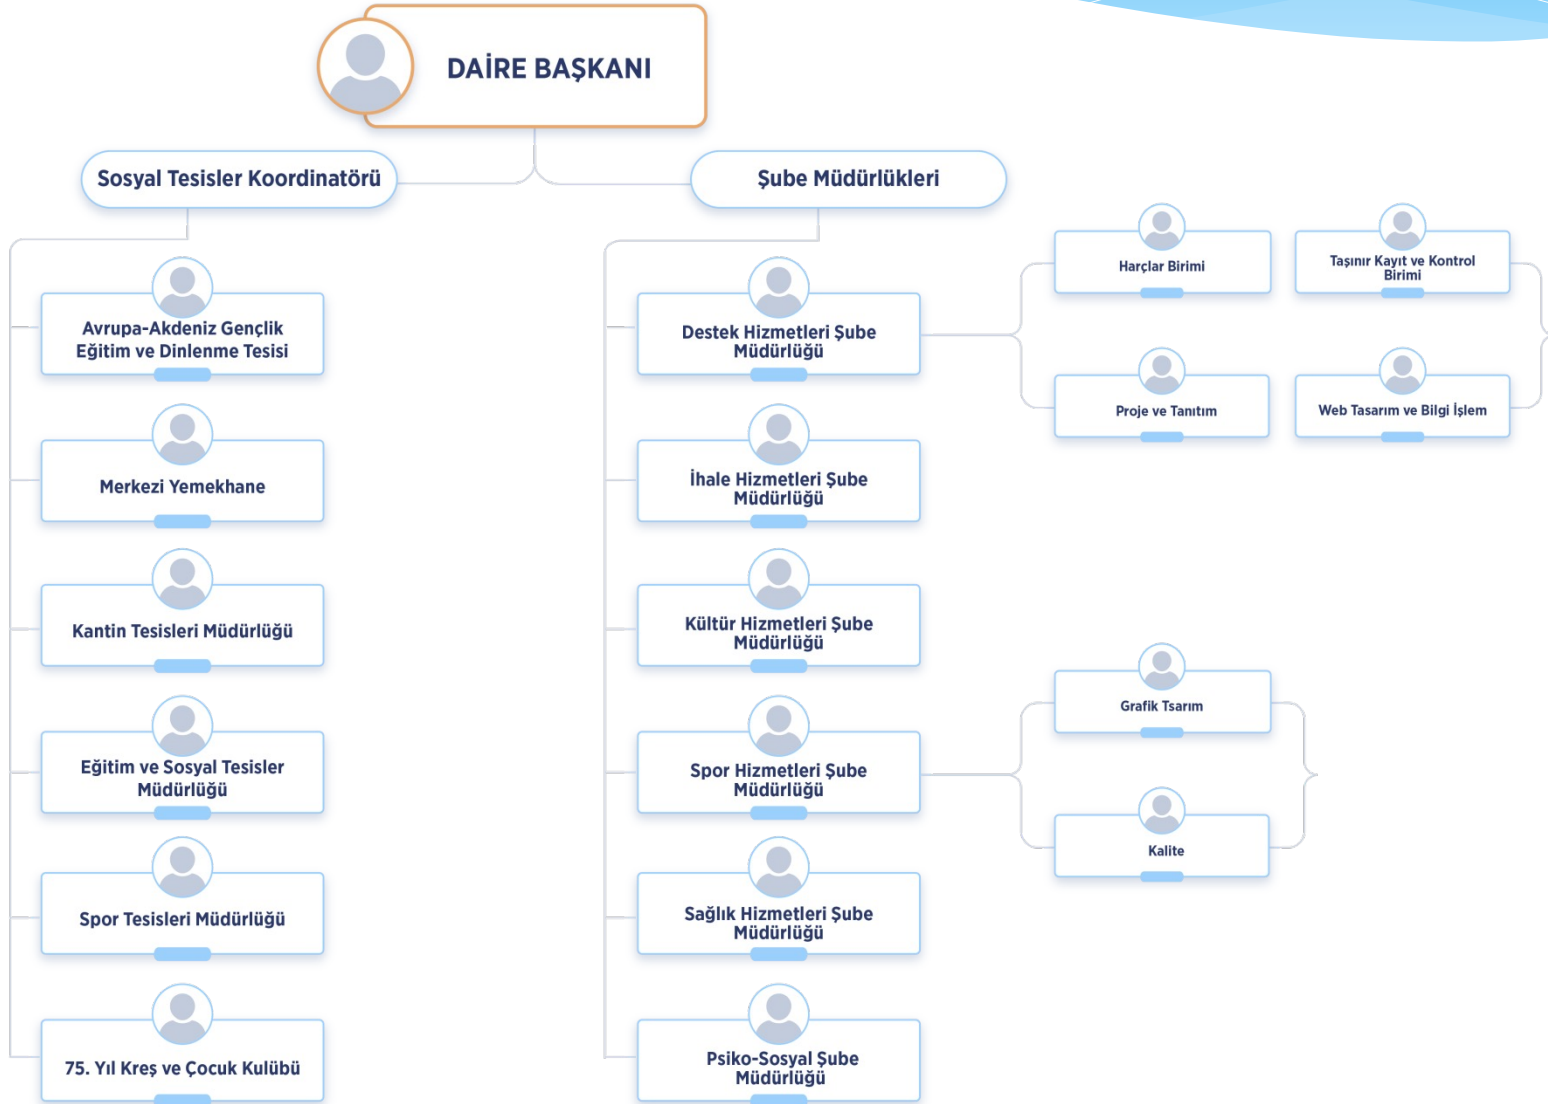 DAİRE BAŞKANI
Sosyal Tesisler Koordinatörü
Şube Müdürlükleri
Avrupa-Akdeniz Gençlik
Eğitim ve Dinlenme Tesisi
Merkezi Yemekhane
Kantin Tesisleri Müdürlüğü
Eğitim ve Sosyal Tesisler
Müdürlüğü
Spor Tesisleri Müdürlüğü
75. Yıl Kreş ve Çocuk Kulübü
Destek Hizmetleri Şube
Müdürlüğü
İhale Hizmetleri Şube
Müdürlüğü
Kültür Hizmetleri Şube
Müdürlüğü
Spor Hizmetleri Şube
Müdürlüğü
Sağlık Hizmetleri Şube
Müdürlüğü
Psiko-Sosyal Şube
Müdürlüğü
Harçlar Birimi
Taşınır Kayıt ve Kontrol
Birimi
Proje ve Tanıtım
Web Tasarım ve Bilgi İşlem
Grafik Tsarım
Kalite